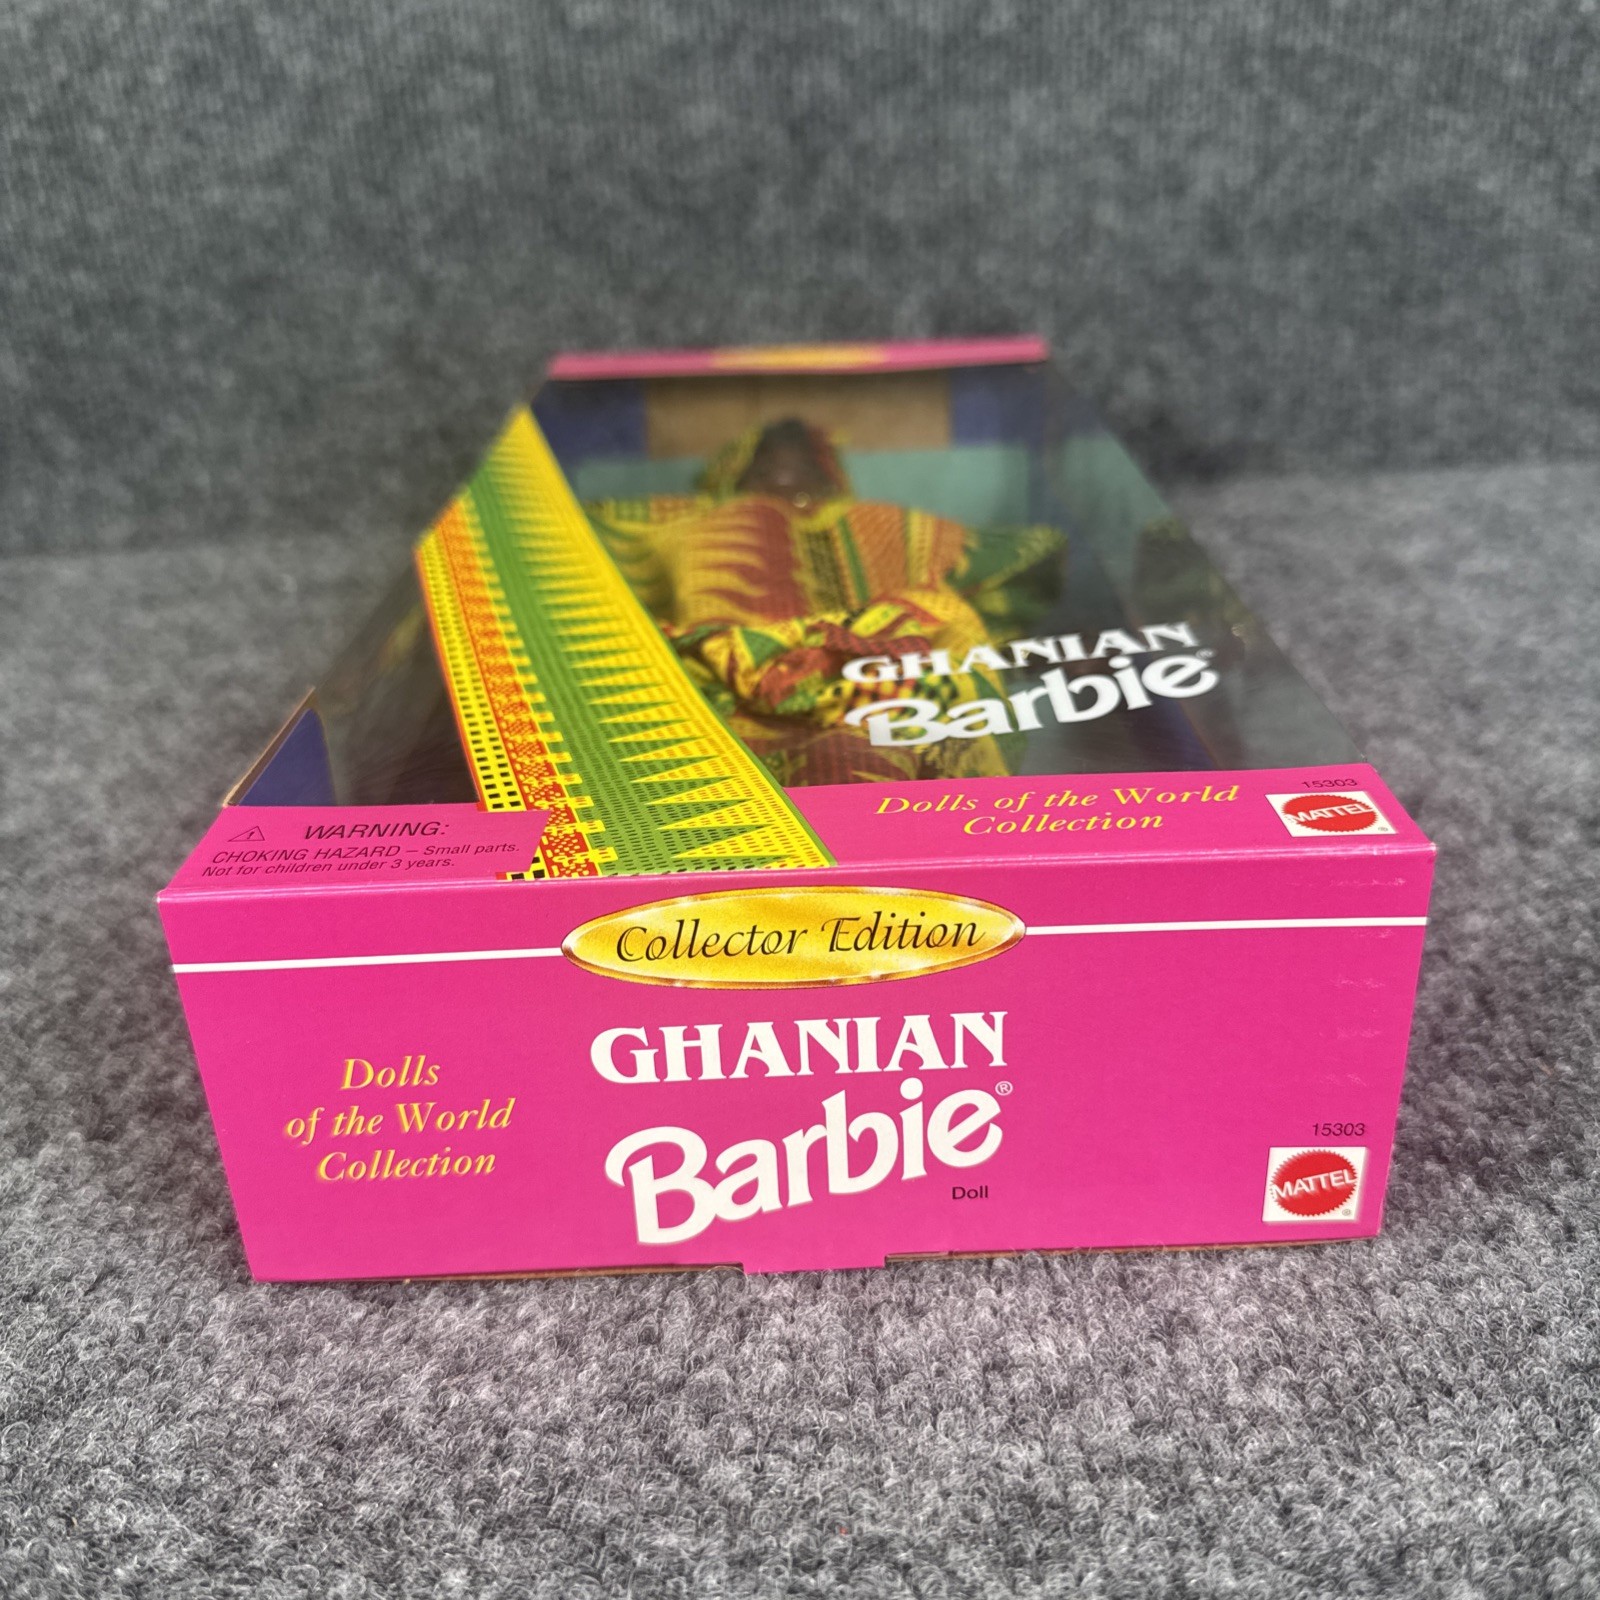 GHANIAN
Barbie®
15303
Dolls of the World
Collection
MATTEL
®
WARNING:
CHOKING HAZARD – Small parts.
Not for children under 3 years.
Collector Edition
GHANIAN
Barbie®
Doll
Dolls
of the World
Collection
15303
MATTEL
®